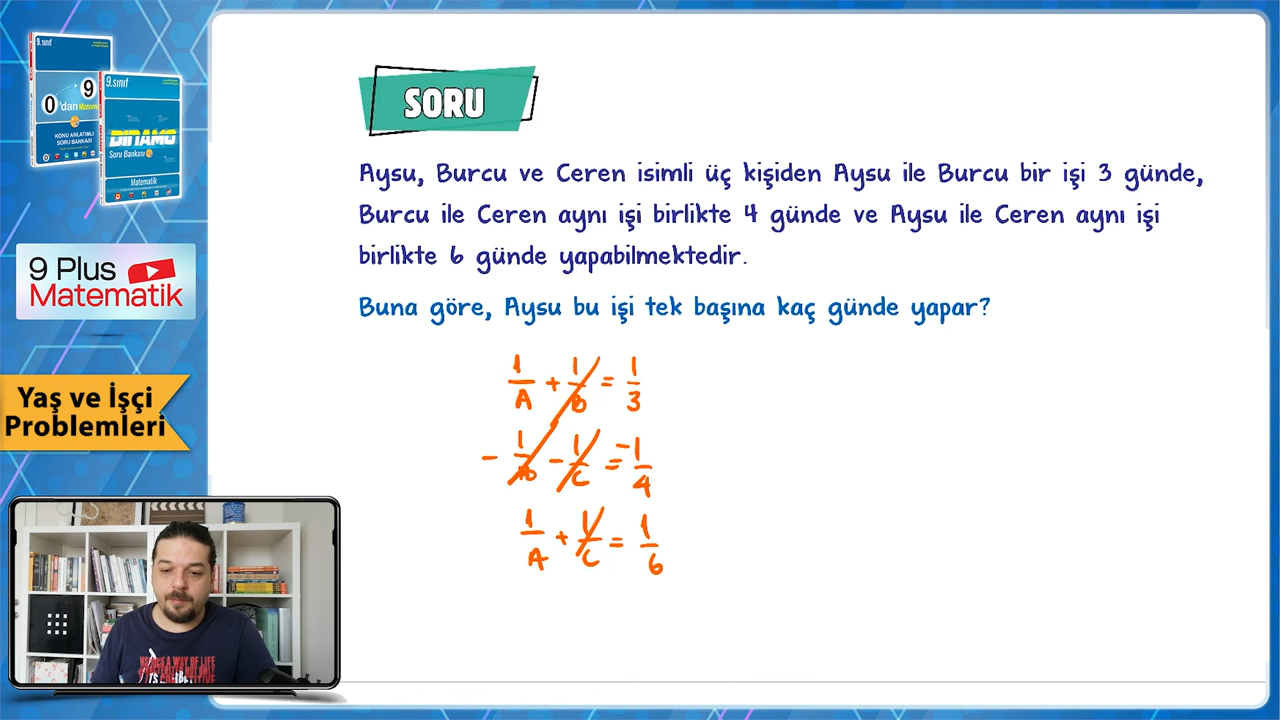 9.sınıf
0'dan 9
Matematik
KONU ANLATIMLI
SORU BANKASI
9.sınıf
DİNAMO
Soru Bankası
Matematik
9 Plus
Matematik
Yaş ve İşçi
Problemleri
SORU
Aysu, Burcu ve Ceren isimli üç kişiden Aysu ile Burcu bir işi 3 günde,
Burcu ile Ceren aynı işi birlikte 4 günde ve Aysu ile Ceren aynı işi
birlikte 6 günde yapabilmektedir.
Buna göre, Aysu bu işi tek başına kaç günde yapar?
1/A + 1/B = 1/3
- 1/B - 1/C = -1/4
1/A + 1/C = 1/6